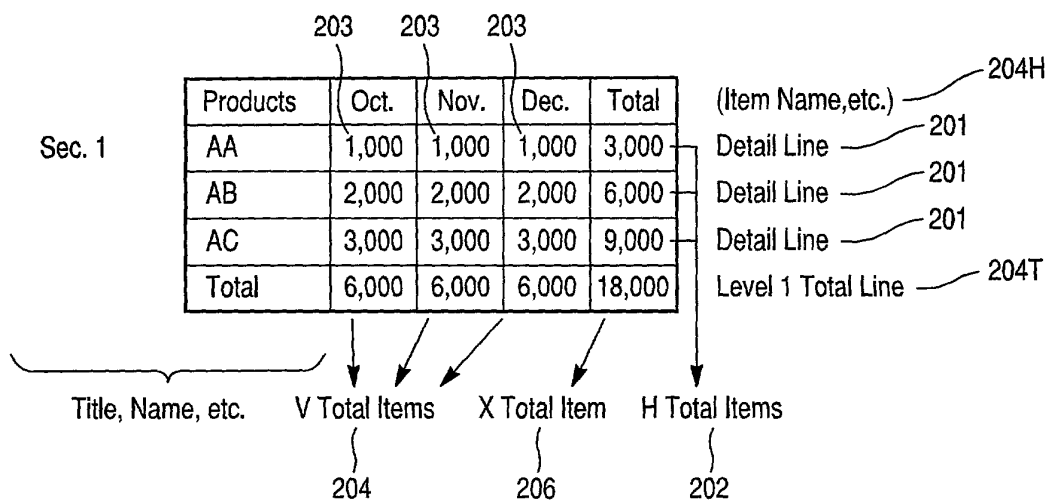 203 203 203
Products Oct. Nov. Dec. Total (Item Name,etc.) 204H
Sec. 1 AA 1,000 1,000 1,000 3,000 Detail Line 201
AB 2,000 2,000 2,000 6,000 Detail Line 201
AC 3,000 3,000 3,000 9,000 Detail Line 201
Total 6,000 6,000 6,000 18,000 Level 1 Total Line 204T
Title, Name, etc. V Total Items X Total Item H Total Items
204 206 202